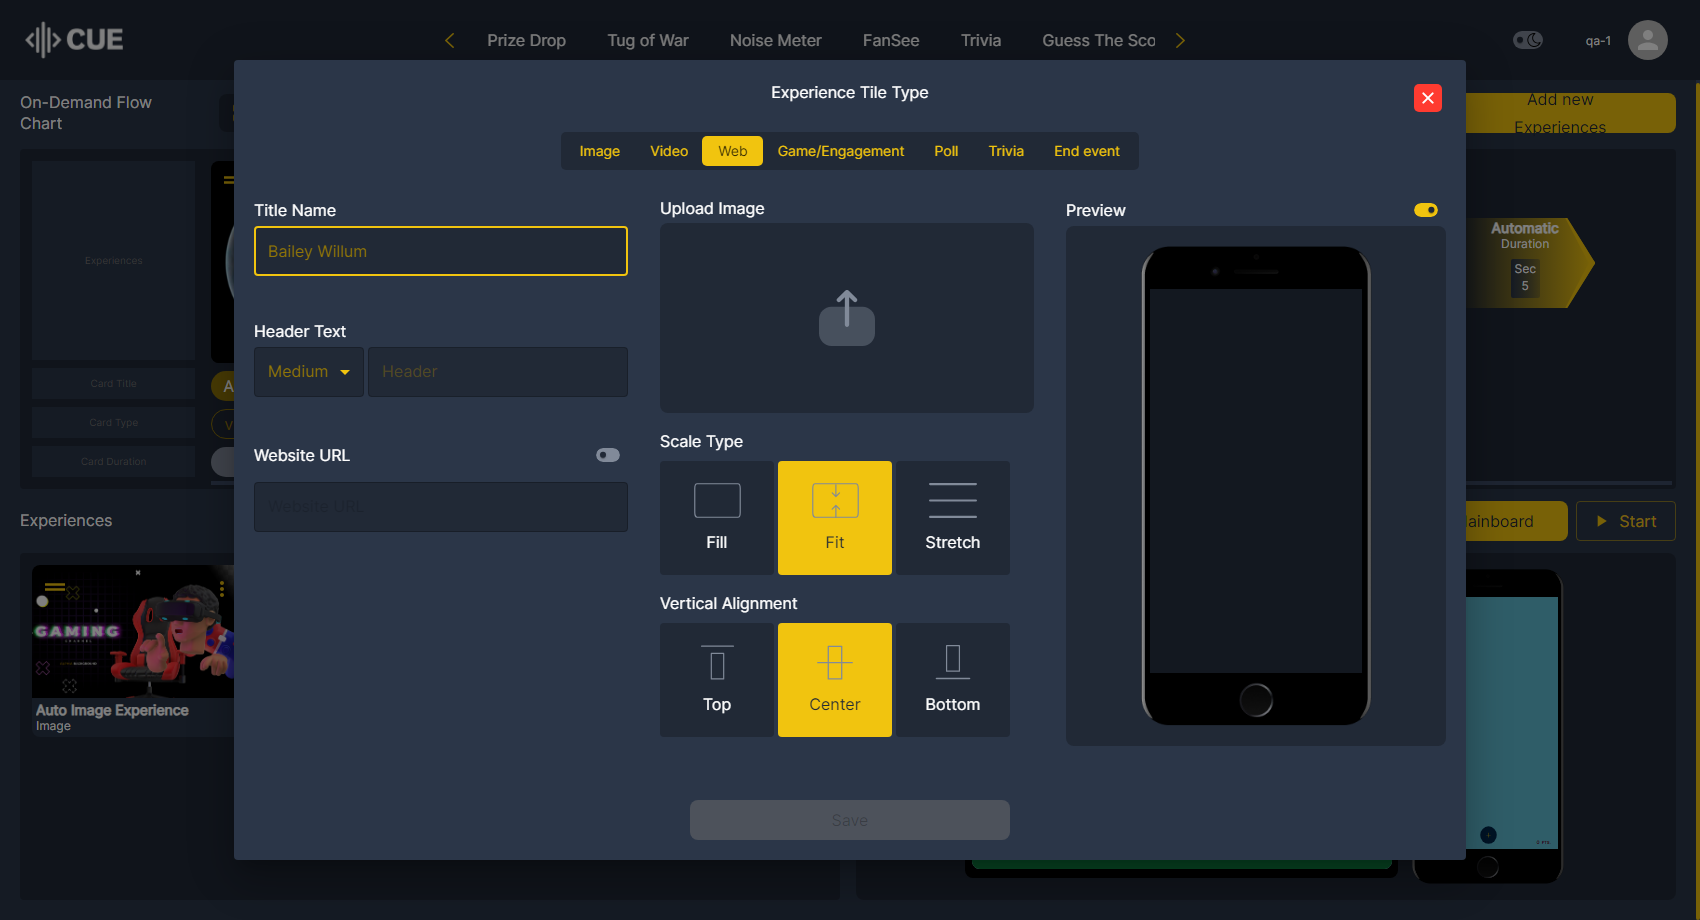 CUE
Prize Drop
Tug of War
Noise Meter
FanSee
Trivia
Guess The Sco
qa-1
On-Demand Flow
Chart
Add new
Experiences
Experience Tile Type
Image
Video
Web
Game/Engagement
Poll
Trivia
End event
Title Name
Bailey Willum
Header Text
Medium
Header
Website URL
Website URL
Upload Image
Scale Type
Fill
Fit
Stretch
Vertical Alignment
Top
Center
Bottom
Preview
Save
Experiences
Card Title
A
Card Type
V
Card Duration
Automatic
Duration
Sec
5
Experiences
ainboard
Start
GAMING
Auto Image Experience
Image